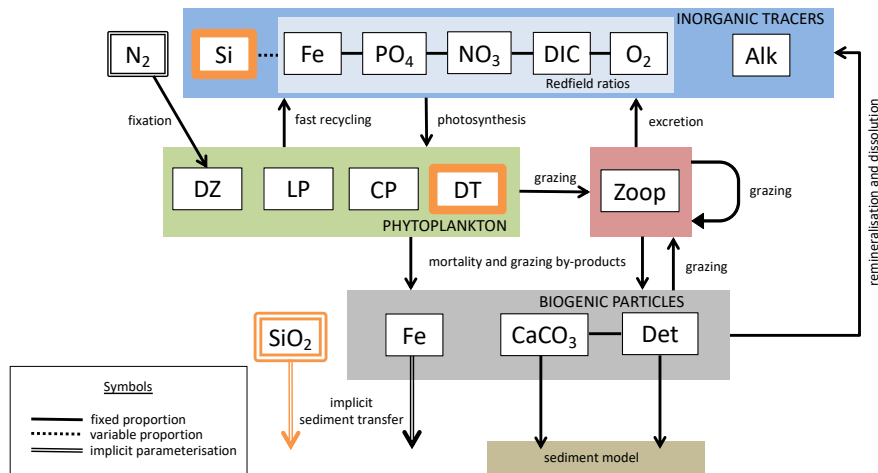 INORGANIC TRACERS
N₂
Si
Fe
PO₄
NO₃
DIC
O₂
Alk
Redfield ratios
fixation
fast recycling
photosynthesis
excretion
DZ
LP
CP
DT
grazing
Zoop
grazing
PHYTOPLANKTON
mortality and grazing by-products
grazing
remineralisation and dissolution
BIOGENIC PARTICLES
SiO₂
Fe
CaCO₃
Det
Symbols
fixed proportion
variable proportion
implicit parameterisation
implicit
sediment transfer
sediment model